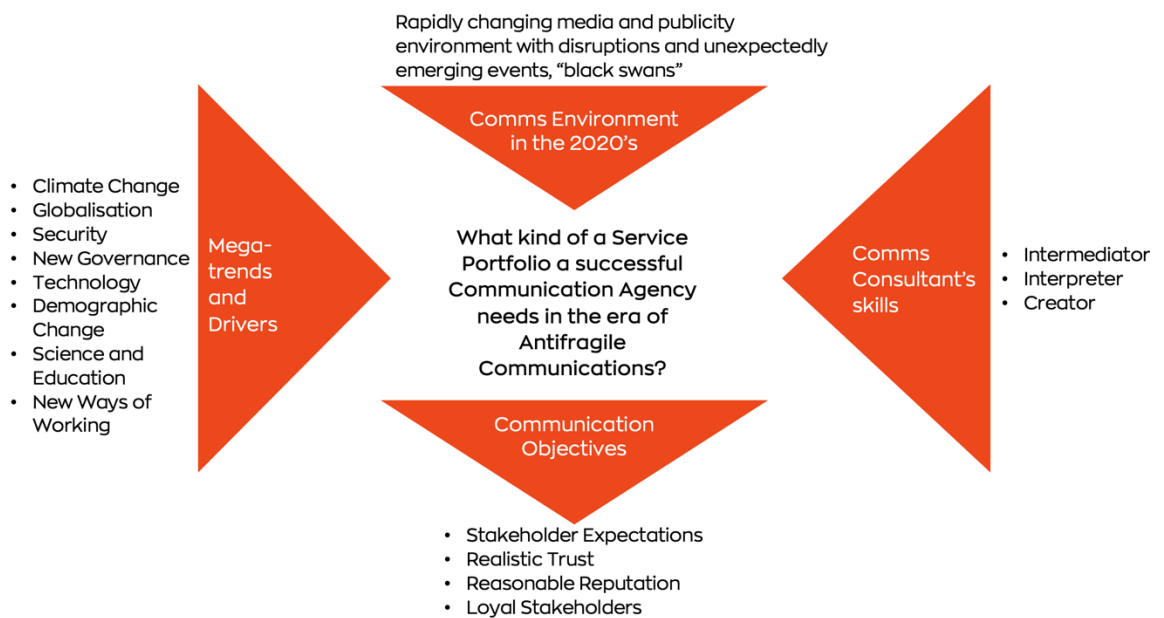 Rapidly changing media and publicity
environment with disruptions and unexpectedly
emerging events, “black swans”
Comms Environment
in the 2020’s
• Climate Change
• Globalisation
• Security
• New Governance
• Technology
• Demographic
Change
• Science and
Education
• New Ways of
Working
Mega-
trends
and
Drivers
What kind of a Service
Portfolio a successful
Communication Agency
needs in the era of
Antifragile
Communications?
Comms
Consultant’s
skills
• Intermediator
• Interpreter
• Creator
Communication
Objectives
• Stakeholder Expectations
• Realistic Trust
• Reasonable Reputation
• Loyal Stakeholders